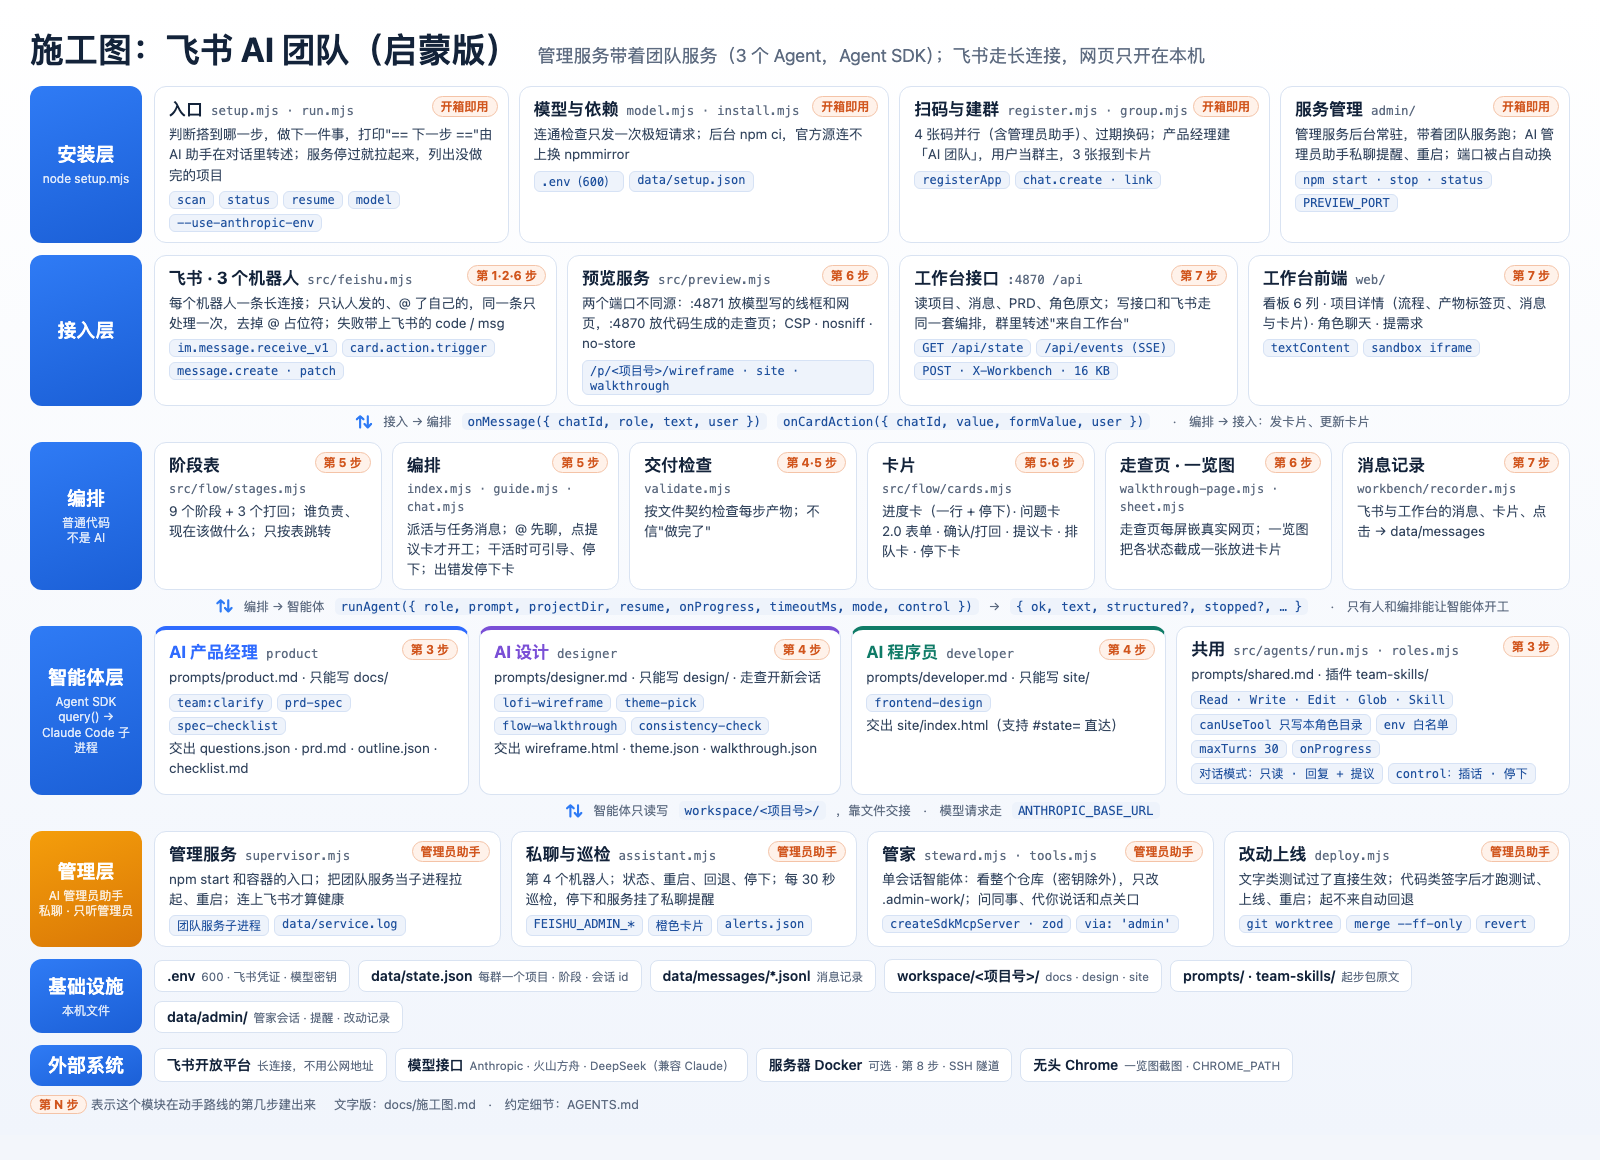 施工图：飞书 AI 团队（启蒙版）
管理服务带着团队服务（3 个 Agent，Agent SDK）；飞书走长连接，网页只开在本机
安装层
node setup.mjs
入口 setup.mjs · run.mjs
开箱即用
判断搭到哪一步，做下一件事，打印"== 下一步 =="由
AI 助手在对话里转述；服务停过就拉起来，列出没做
完的项目
scan status resume model
--use-anthropic-env
模型与依赖 model.mjs · install.mjs
开箱即用
连通检查只发一次极短请求；后台 npm ci，官方源连不
上换 npmmirror
.env（600） data/setup.json
扫码与建群 register.mjs · group.mjs
开箱即用
4 张码并行（含管理员助手）、过期换码；产品经理建
「AI 团队」，用户当群主，3 张报到卡片
registerApp chat.create · link
服务管理 admin/
开箱即用
管理服务后台常驻，带着团队服务跑；AI 管
理员助手私聊提醒、重启；端口被占自动换
npm start · stop · status
PREVIEW_PORT
接入层
飞书 · 3 个机器人 src/feishu.mjs
第 1·2·6 步
每个机器人一条长连接；只认人发的、@ 了自己的，同一条只
处理一次，去掉 @ 占位符；失败带上飞书的 code / msg
im.message.receive_v1 card.action.trigger
message.create · patch
预览服务 src/preview.mjs
第 6 步
两个端口不同源：:4871 放模型写的线框和网
页，:4870 放代码生成的走查页；CSP · nosniff ·
no-store
/p/<项目号>/wireframe · site ·
walkthrough
工作台接口 :4870 /api
第 7 步
读项目、消息、PRD、角色原文；写接口和飞书走
同一套编排，群里转述"来自工作台"
GET /api/state /api/events (SSE)
POST · X-Workbench · 16 KB
工作台前端 web/
第 7 步
看板 6 列 · 项目详情（流程、产物标签页、消息
与卡片）· 角色聊天 · 提需求
textContent sandbox iframe
⇅ 接入 → 编排 onMessage({ chatId, role, text, user }) onCardAction({ chatId, value, formValue, user }) · 编排 → 接入：发卡片、更新卡片
编排
普通代码
不是 AI
阶段表
第 5 步
src/flow/stages.mjs
9 个阶段 + 3 个打回；谁负责、
现在该做什么；只按表跳转
编排
第 5 步
index.mjs · guide.mjs ·
chat.mjs
派活与任务消息；@ 先聊，点提
议卡才开工；干活时可引导、停
下；出错发停下卡
交付检查
第 4·5 步
validate.mjs
按文件契约检查每步产物；不
信"做完了"
卡片
第 5·6 步
src/flow/cards.mjs
进度卡（一行 + 停下）· 问题卡
2.0 表单 · 确认/打回 · 提议卡 · 排
队卡 · 停下卡
走查页 · 一览图
第 6 步
walkthrough-page.mjs ·
sheet.mjs
走查页每屏嵌真实网页；一览图
把各状态截成一张放进卡片
消息记录
第 7 步
workbench/recorder.mjs
飞书与工作台的消息、卡片、点
击 → data/messages
⇅ 编排 → 智能体 runAgent({ role, prompt, projectDir, resume, onProgress, timeoutMs, mode, control }) → { ok, text, structured?, stopped?, … } · 只有人和编排能让智能体开工
智能体层
Agent SDK
query() →
Claude Code 子
进程
AI 产品经理 product
第 3 步
prompts/product.md · 只能写 docs/
team:clarify prd-spec
spec-checklist
交出 questions.json · prd.md · outline.json ·
checklist.md
AI 设计 designer
第 4 步
prompts/designer.md · 只能写 design/ · 走查开新会话
lofi-wireframe theme-pick
flow-walkthrough consistency-check
交出 wireframe.html · theme.json · walkthrough.json
AI 程序员 developer
第 4 步
prompts/developer.md · 只能写 site/
frontend-design
交出 site/index.html（支持 #state= 直达）
共用 src/agents/run.mjs · roles.mjs
第 3 步
prompts/shared.md · 插件 team-skills/
Read · Write · Edit · Glob · Skill
canUseTool 只写本角色目录 env 白名单
maxTurns 30 onProgress
对话模式：只读 · 回复 + 提议 control：插话 · 停下
⇅ 智能体只读写 workspace/<项目号>/ ，靠文件交接 · 模型请求走 ANTHROPIC_BASE_URL
管理层
AI 管理员助手
私聊 · 只听管理员
管理服务 supervisor.mjs
管理员助手
npm start 和容器的入口；把团队服务当子进程拉
起、重启；连上飞书才算健康
团队服务子进程 data/service.log
私聊与巡检 assistant.mjs
管理员助手
第 4 个机器人；状态、重启、回退、停下；每 30 秒
巡检，停下和服务挂了私聊提醒
FEISHU_ADMIN_* 橙色卡片 alerts.json
管家 steward.mjs · tools.mjs
管理员助手
单会话智能体：看整个仓库（密钥除外），只改
.admin-work/；问同事、代你说话和点关口
createSdkMcpServer · zod via: 'admin'
改动上线 deploy.mjs
管理员助手
文字类测试过了直接生效；代码类签字后才跑测试、
上线、重启；起不来自动回退
git worktree merge --ff-only revert
基础设施
本机文件
.env 600 · 飞书凭证 · 模型密钥
data/state.json 每群一个项目 · 阶段 · 会话 id
data/messages/*.jsonl 消息记录
workspace/<项目号>/ docs · design · site
prompts/ · team-skills/ 起步包原文
data/admin/ 管家会话 · 提醒 · 改动记录
外部系统
飞书开放平台 长连接，不用公网地址
模型接口 Anthropic · 火山方舟 · DeepSeek（兼容 Claude）
服务器 Docker 可选 · 第 8 步 · SSH 隧道
无头 Chrome 一览图截图 · CHROME_PATH
第 N 步 表示这个模块在动手路线的第几步建出来 文字版：docs/施工图.md · 约定细节：AGENTS.md